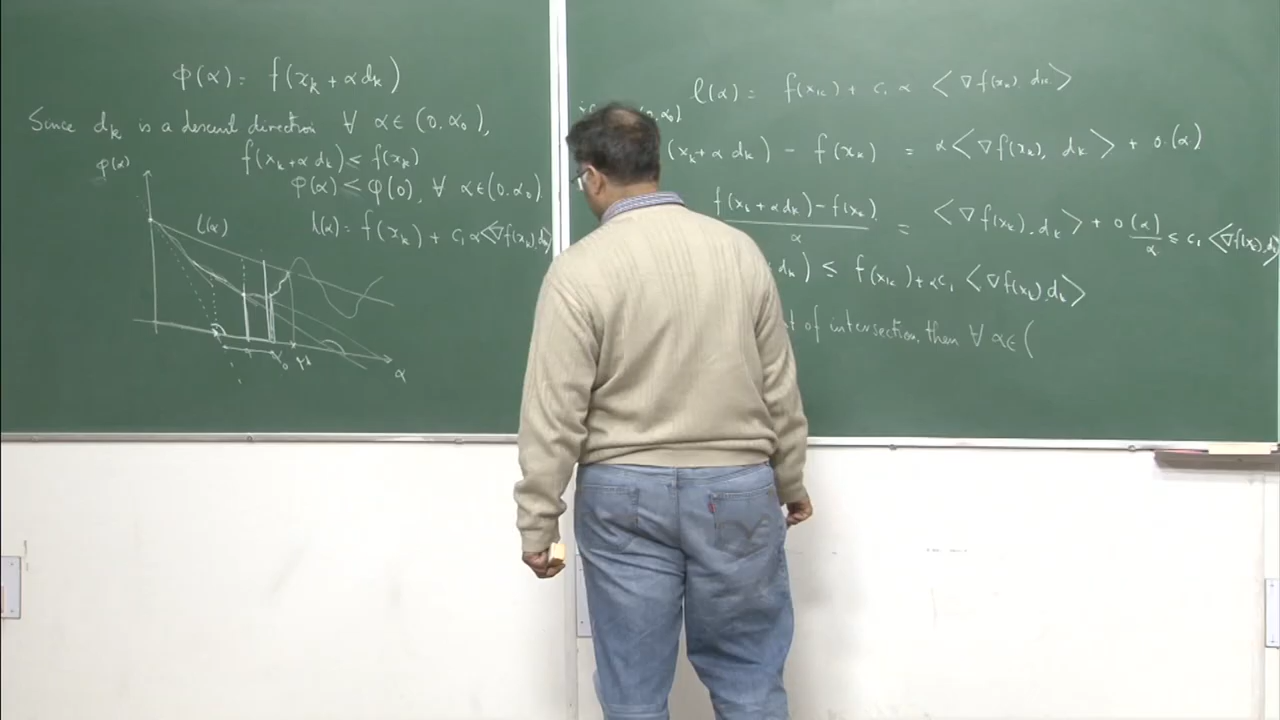 φ(α) = f(x_k + α d_k)
Since d_k is a descent direction ∀ α ∈ (0, α_0),
f(x_k + α d_k) ≤ f(x_k)
φ(α) ≤ φ(0), ∀ α ∈ (0, α_0)
l(α) = f(x_k) + c_1 α <∇f(x_k), d_k>
φ(α)
l(α)
α_0
α
l(α) = f(x_k) + c_1 α <∇f(x_k), d_k>
, α_0)
(x_k + α d_k) − f(x_k) = α <∇f(x_k), d_k> + o(α)
f(x_k + α d_k) − f(x_k) / α = <∇f(x_k), d_k> + o(α)/α ≤ c_1 <∇f(x_k), d_k>
d_k) ≤ f(x_k) + α c_1 <∇f(x_k), d_k>
t of intersection, then ∀ α ∈ (